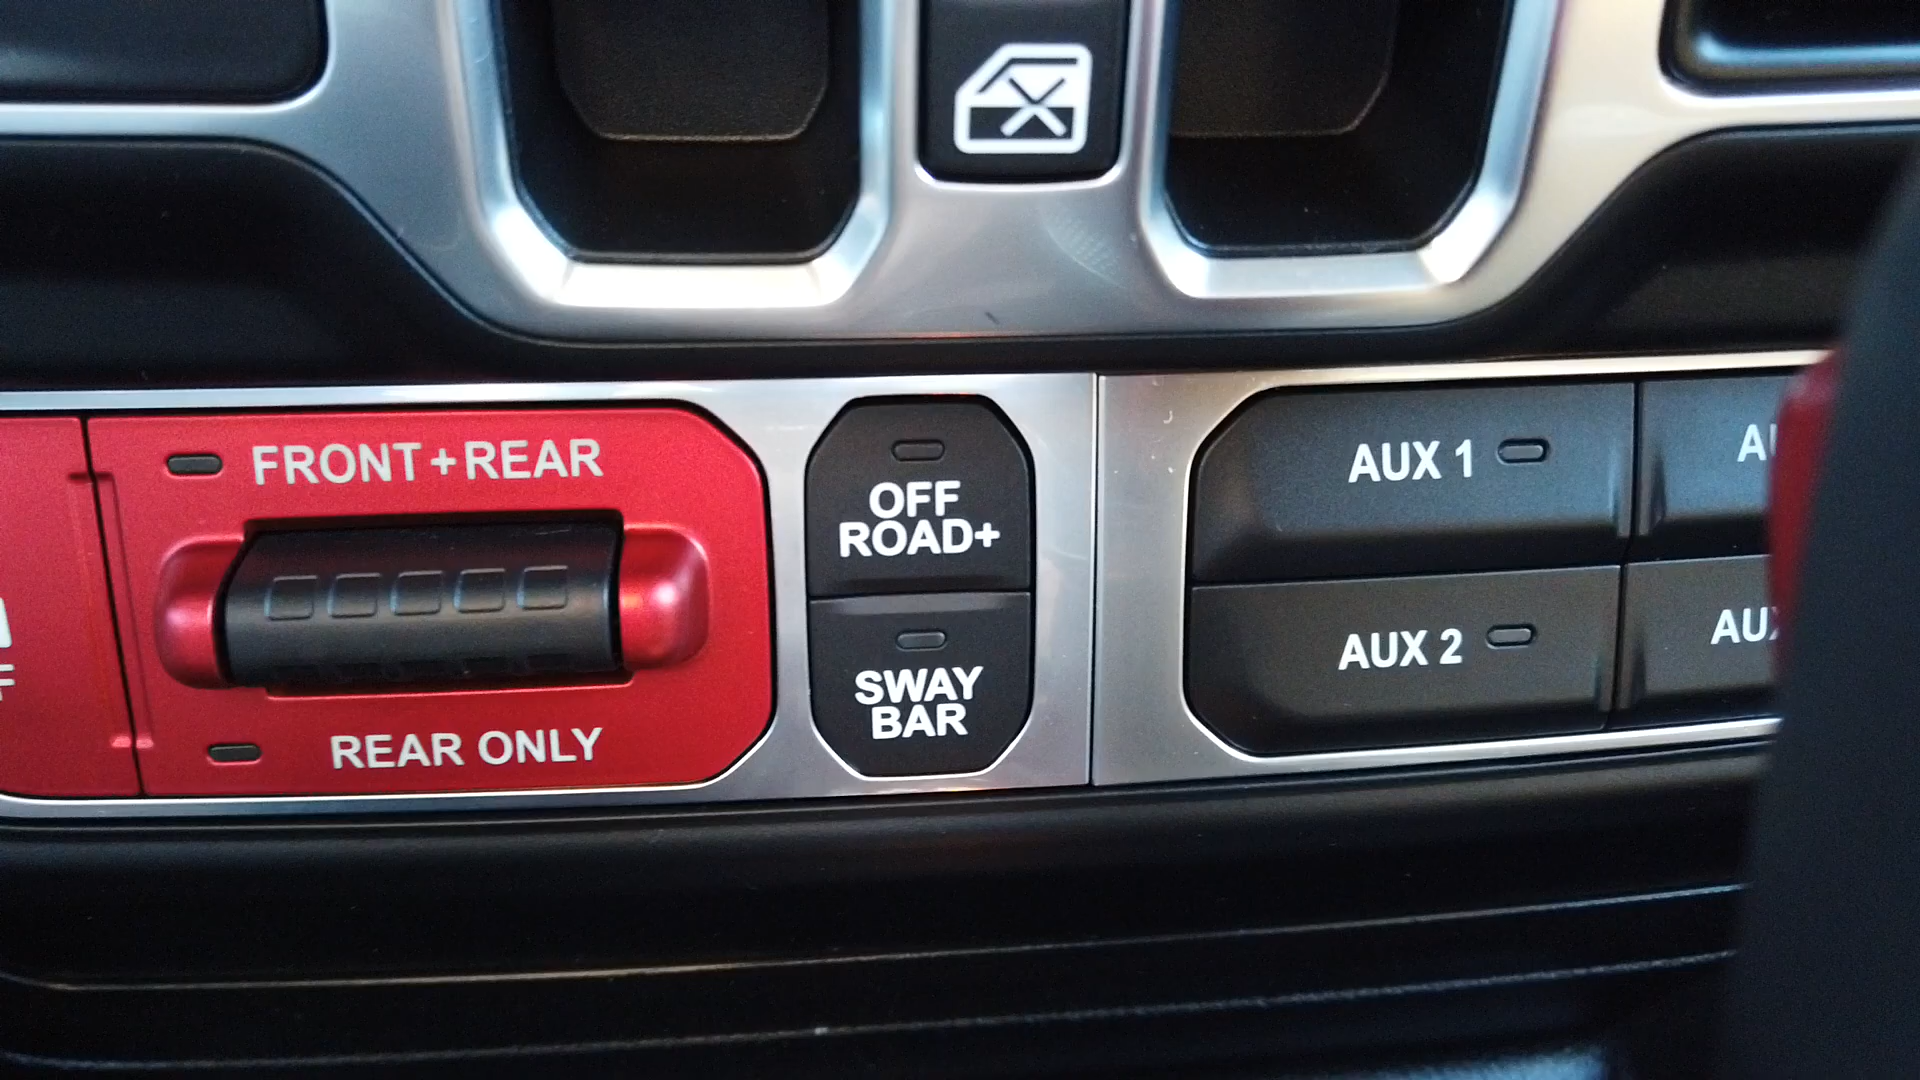 FRONT+REAR
REAR ONLY
OFF
ROAD+
SWAY
BAR
AUX 1
AUX 2